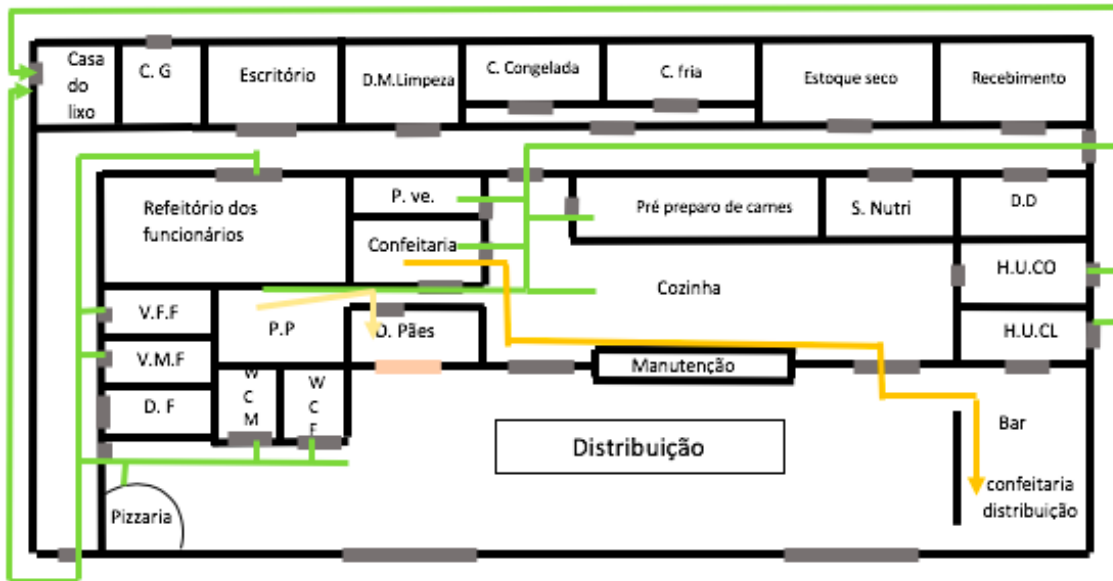 Casa
do
lixo
C. G
Escritório
D.M.Limpeza
C. Congelada
C. fria
Estoque seco
Recebimento
Refeitório dos
funcionários
P. ve.
Confeitaria
Pré preparo de carnes
S. Nutri
D.D
H.U.CO
H.U.CL
Cozinha
V.F.F
V.M.F
D. F
P.P
D. Pães
Manutenção
W
C
M
W
C
F
Distribuição
Bar
confeitaria
distribuição
Pizzaria